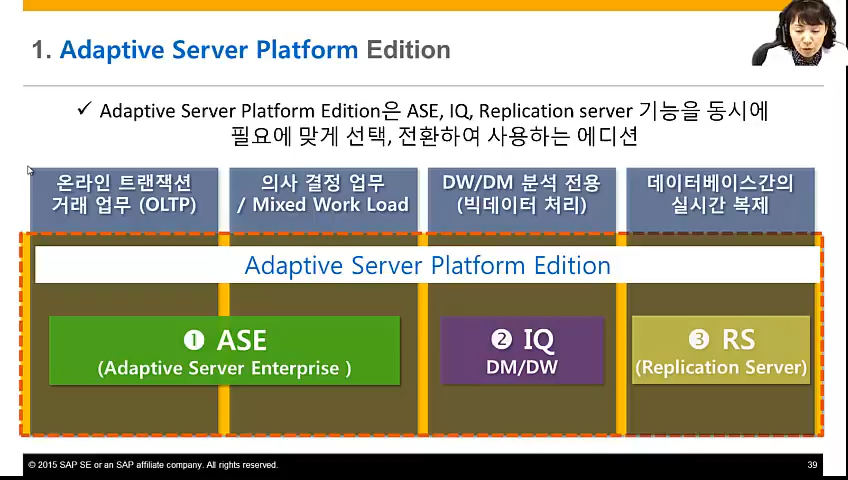 1. Adaptive Server Platform Edition
✓ Adaptive Server Platform Edition은 ASE, IQ, Replication server 기능을 동시에
필요에 맞게 선택, 전환하여 사용하는 에디션
온라인 트랜잭션
거래 업무 (OLTP)
의사 결정 업무
/ Mixed Work Load
DW/DM 분석 전용
(빅데이터 처리)
데이터베이스간의
실시간 복제
Adaptive Server Platform Edition
❶ ASE
(Adaptive Server Enterprise )
❷ IQ
DM/DW
❸ RS
(Replication Server)
© 2015 SAP SE or an SAP affiliate company. All rights reserved.
39